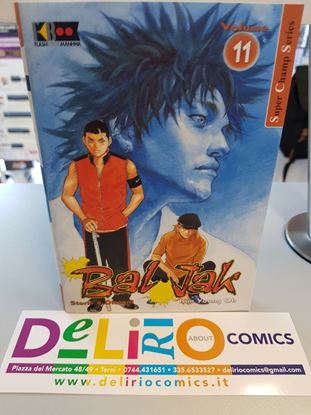 Volume
11
Super Champ Series
Bal Jak
DELIRIO ABOUT COMICS
Piazza del Mercato 48/49 • Terni • 0744.431651 • 335.6533527 • deliriocomics@gmail.com
www.deliriocomics.it